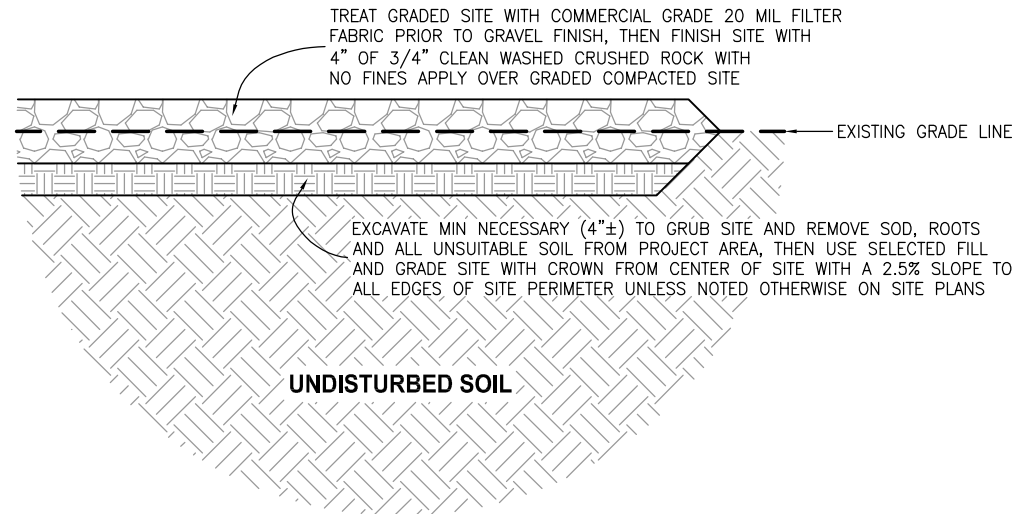 TREAT GRADED SITE WITH COMMERCIAL GRADE 20 MIL FILTER
FABRIC PRIOR TO GRAVEL FINISH, THEN FINISH SITE WITH
4" OF 3/4" CLEAN WASHED CRUSHED ROCK WITH
NO FINES APPLY OVER GRADED COMPACTED SITE
EXISTING GRADE LINE
EXCAVATE MIN NECESSARY (4"±) TO GRUB SITE AND REMOVE SOD, ROOTS
AND ALL UNSUITABLE SOIL FROM PROJECT AREA, THEN USE SELECTED FILL
AND GRADE SITE WITH CROWN FROM CENTER OF SITE WITH A 2.5% SLOPE TO
ALL EDGES OF SITE PERIMETER UNLESS NOTED OTHERWISE ON SITE PLANS
UNDISTURBED SOIL